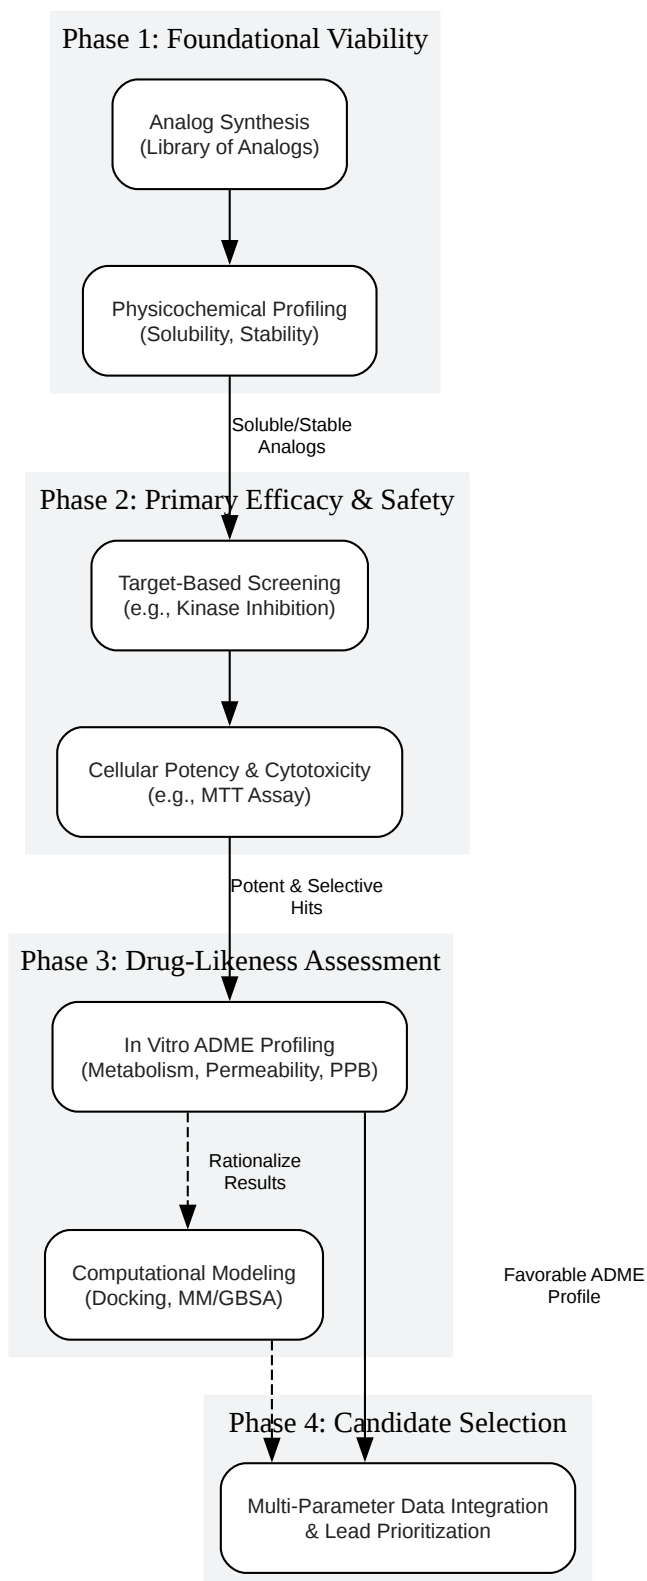 Phase 1: Foundational Viability
Analog Synthesis
(Library of Analogs)
Physicochemical Profiling
(Solubility, Stability)
Soluble/Stable
Analogs
Phase 2: Primary Efficacy & Safety
Target-Based Screening
(e.g., Kinase Inhibition)
Cellular Potency & Cytotoxicity
(e.g., MTT Assay)
Potent & Selective
Hits
Phase 3: Drug-Likeness Assessment
In Vitro ADME Profiling
(Metabolism, Permeability, PPB)
Rationalize
Results
Computational Modeling
(Docking, MM/GBSA)
Favorable ADME
Profile
Phase 4: Candidate Selection
Multi-Parameter Data Integration
& Lead Prioritization